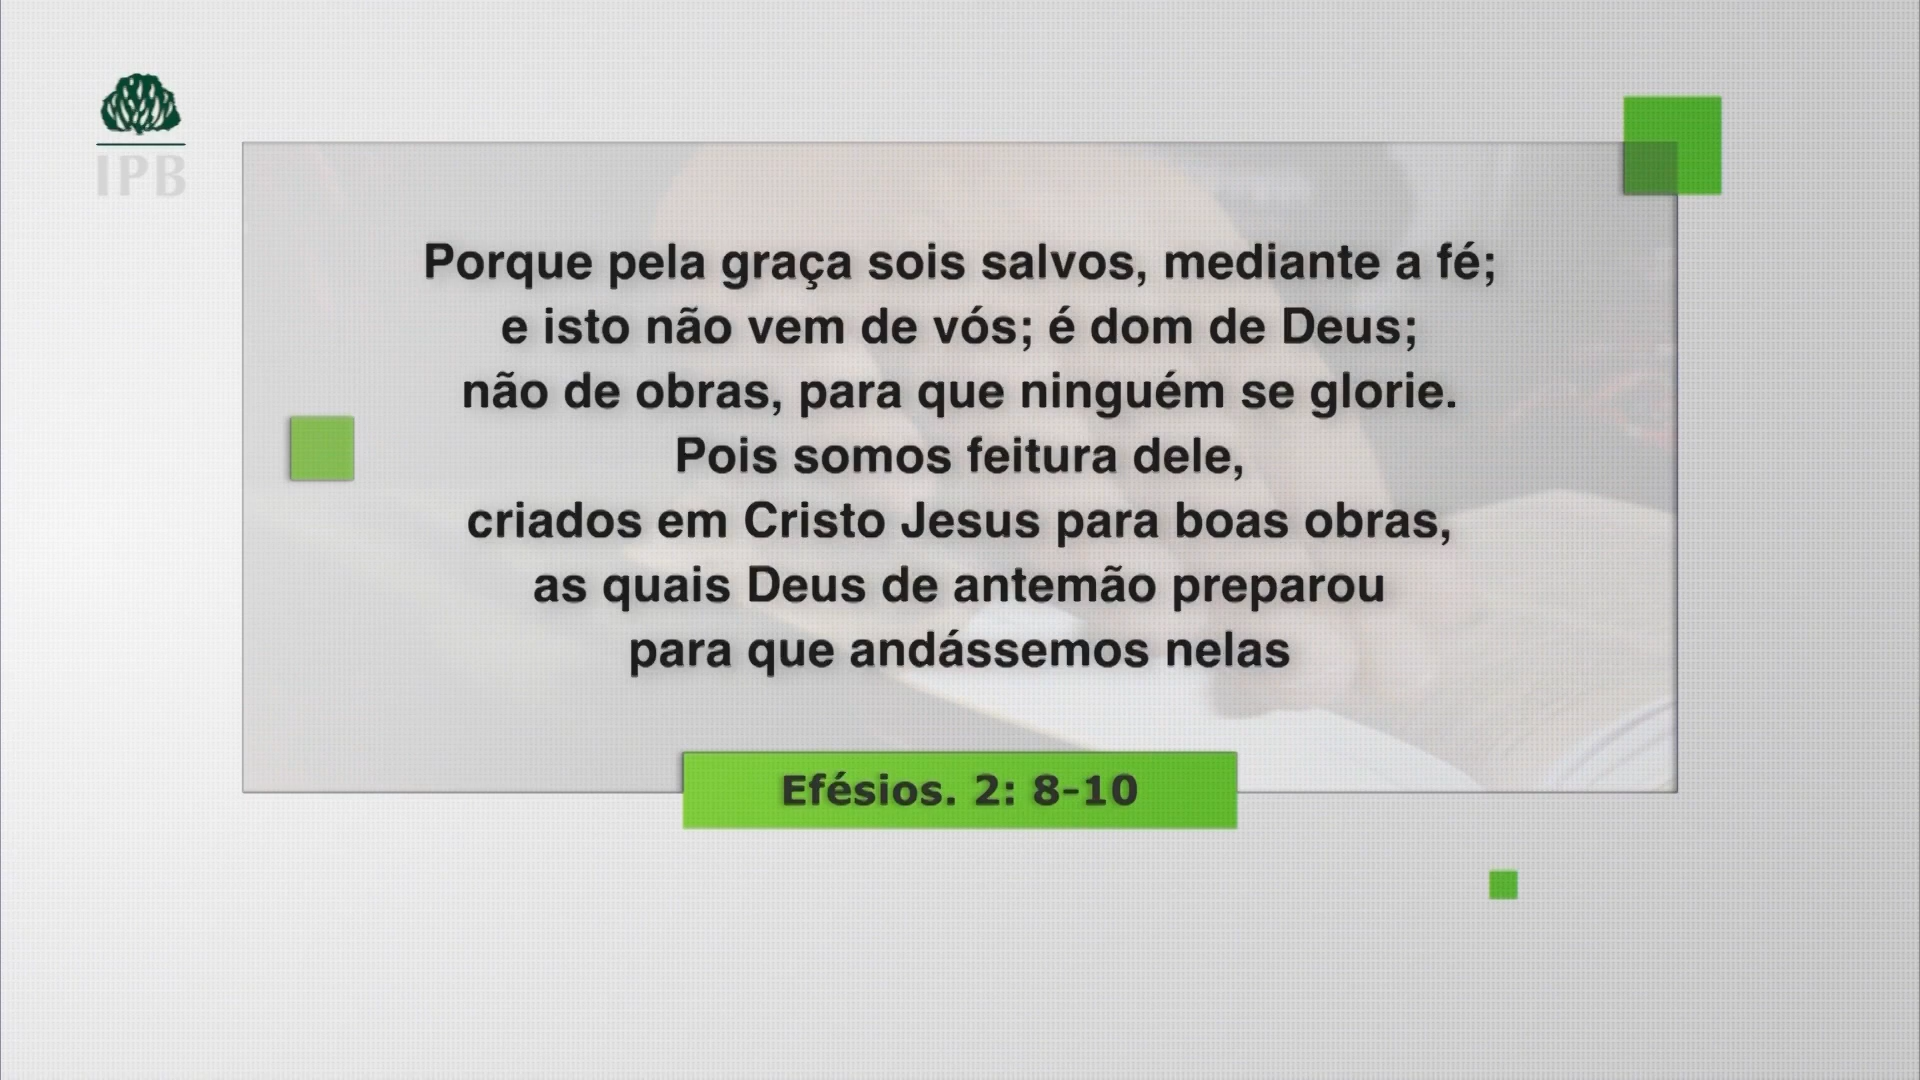 IPB
Porque pela graça sois salvos, mediante a fé;
e isto não vem de vós; é dom de Deus;
não de obras, para que ninguém se glorie.
Pois somos feitura dele,
criados em Cristo Jesus para boas obras,
as quais Deus de antemão preparou
para que andássemos nelas
Efésios. 2: 8-10